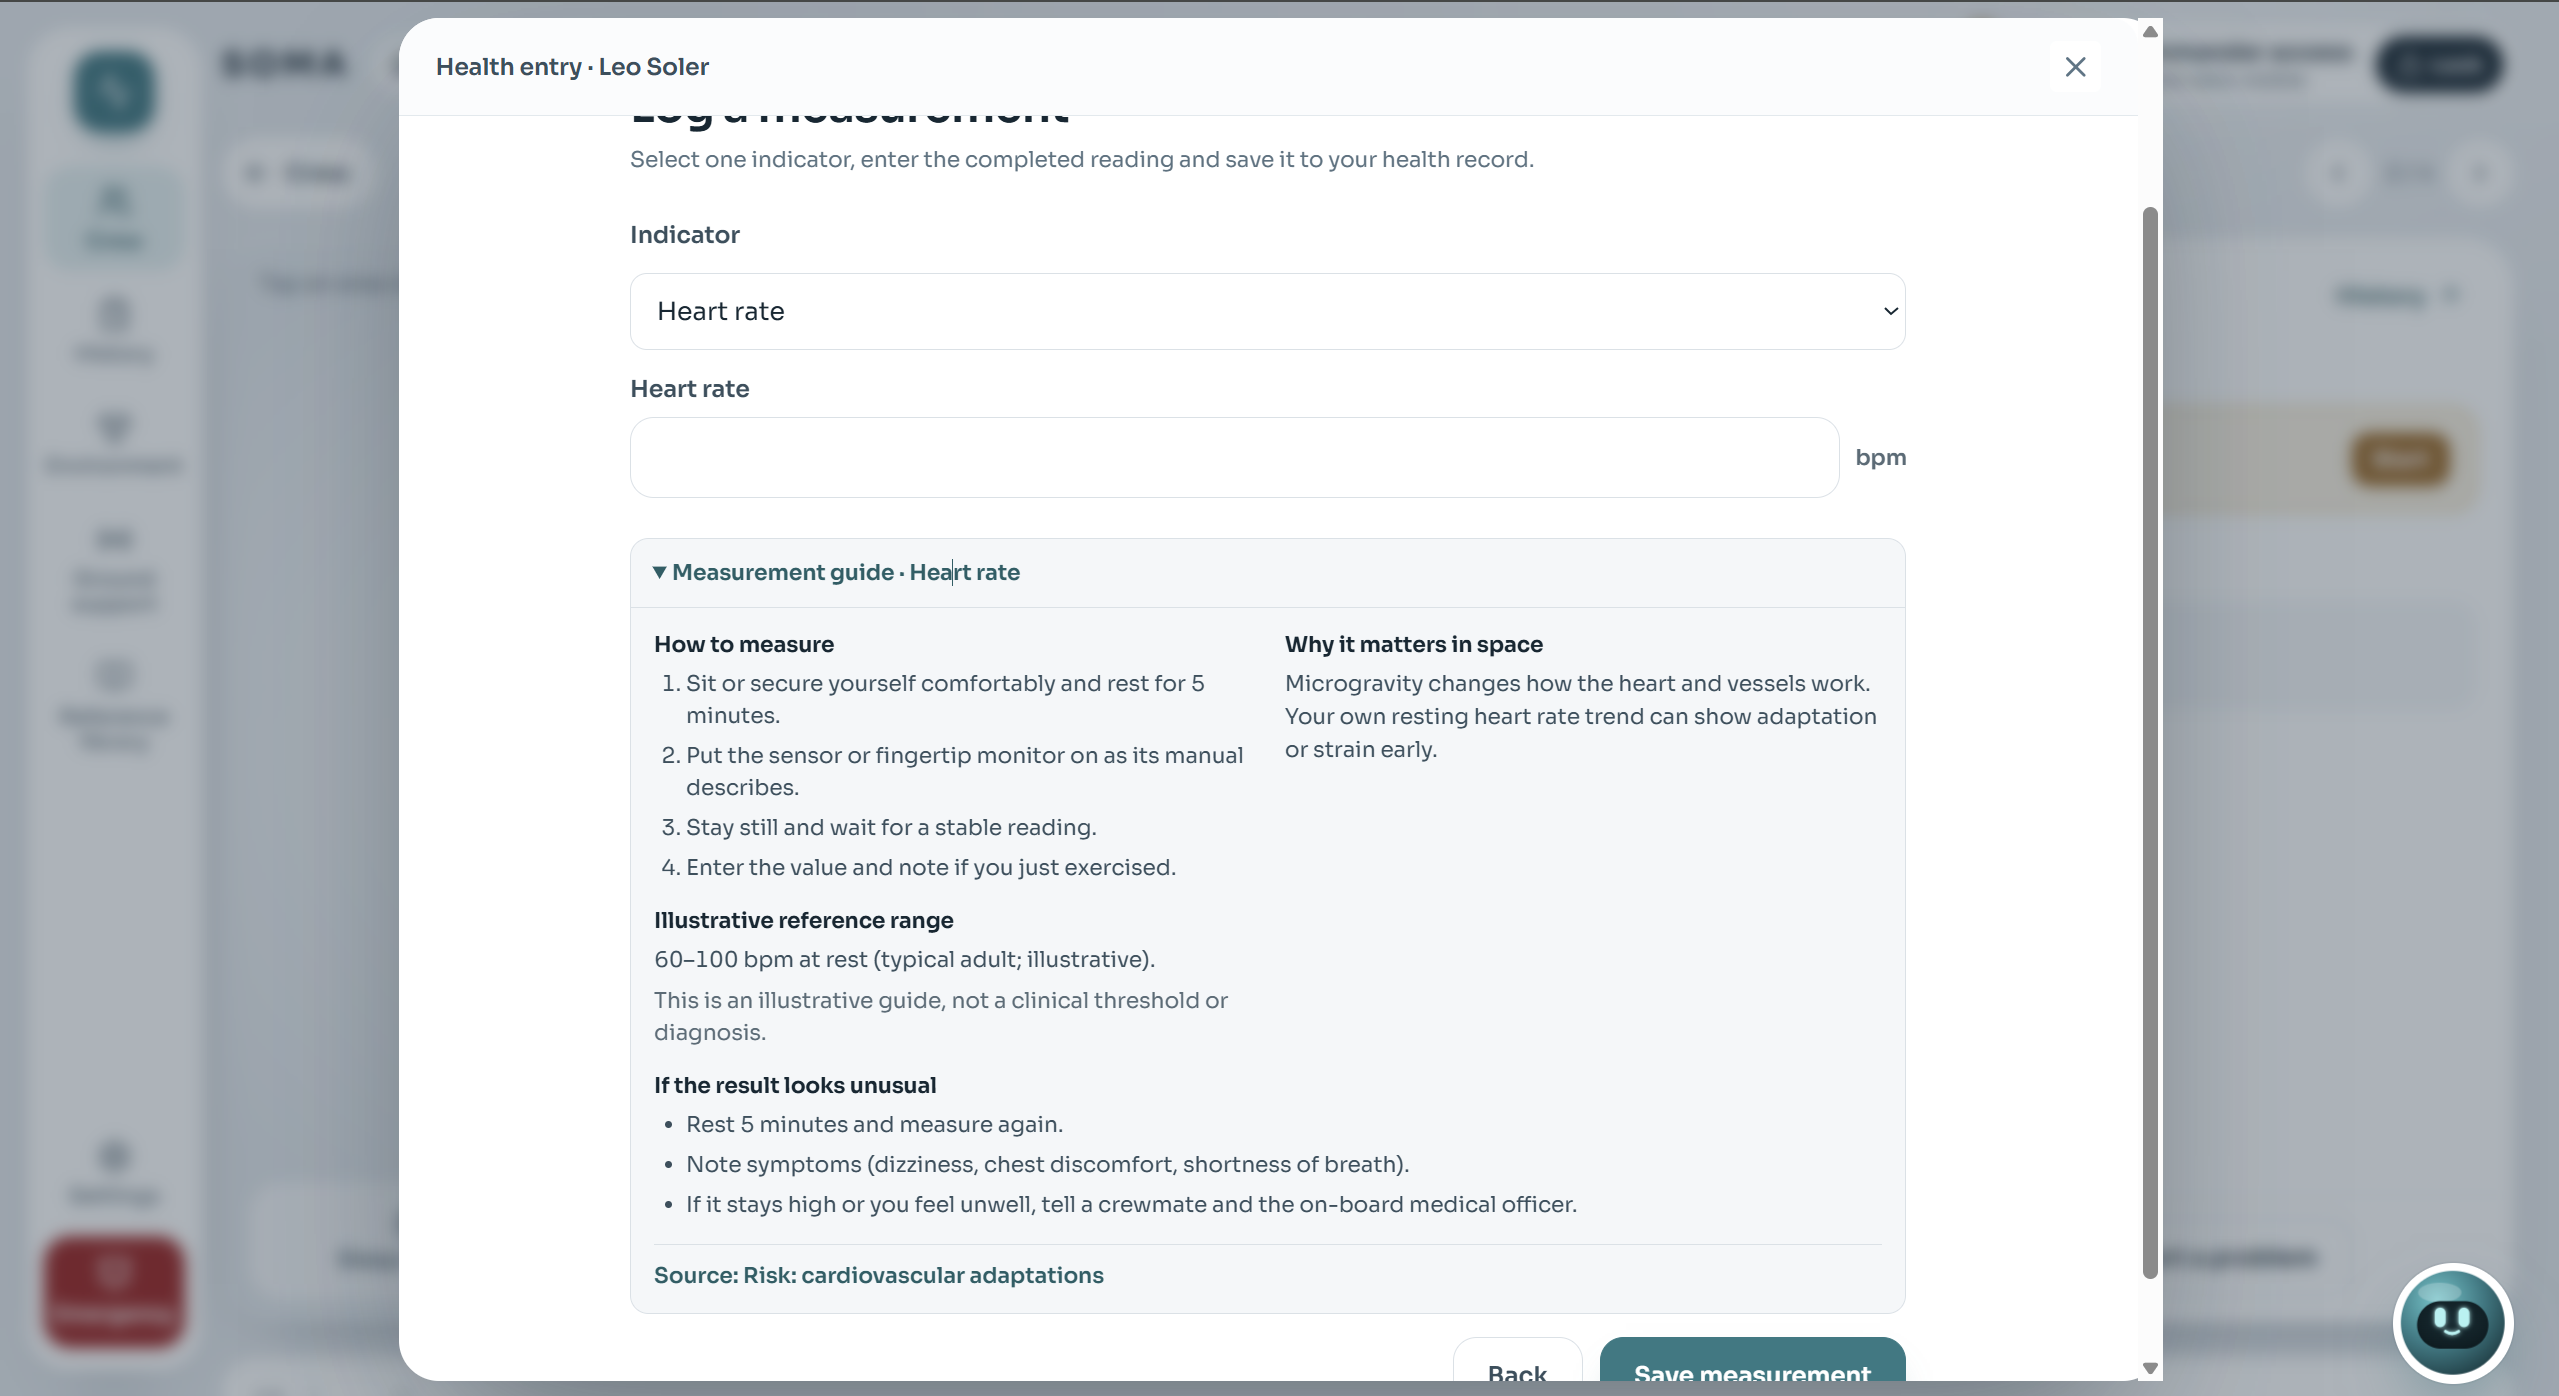 SOMA
Health entry · Leo Soler
Log a measurement
Select one indicator, enter the completed reading and save it to your health record.
Indicator
Heart rate
Heart rate
bpm
▼ Measurement guide · Heart rate
How to measure
1. Sit or secure yourself comfortably and rest for 5
minutes.
2. Put the sensor or fingertip monitor on as its manual
describes.
3. Stay still and wait for a stable reading.
4. Enter the value and note if you just exercised.
Why it matters in space
Microgravity changes how the heart and vessels work.
Your own resting heart rate trend can show adaptation
or strain early.
Illustrative reference range
60–100 bpm at rest (typical adult; illustrative).
This is an illustrative guide, not a clinical threshold or
diagnosis.
If the result looks unusual
• Rest 5 minutes and measure again.
• Note symptoms (dizziness, chest discomfort, shortness of breath).
• If it stays high or you feel unwell, tell a crewmate and the on-board medical officer.
Source: Risk: cardiovascular adaptations
Back
Save measurement
History
Settings
Emergency